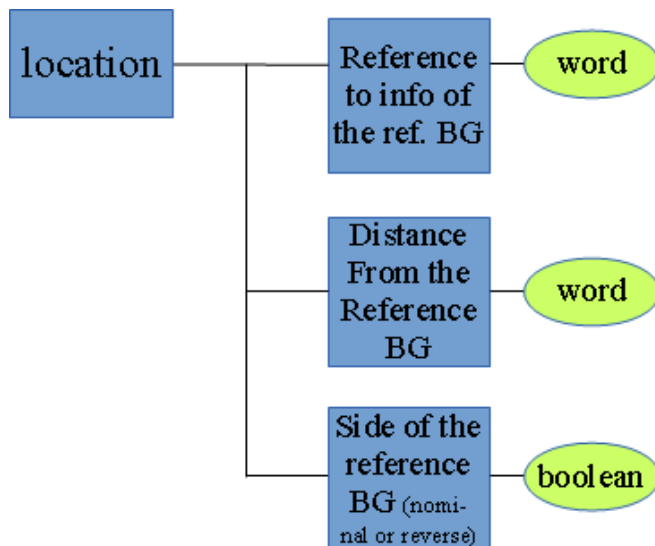 location
Reference
to info of
the ref. BG
word
Distance
From the
Reference
BG
word
Side of the
reference
BG (nomi-
nal or reverse)
boolean